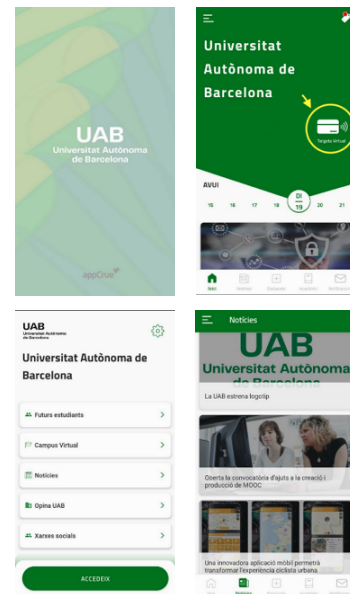 UAB
Universitat Autònoma
de Barcelona
appCrue
Universitat
Autònoma de
Barcelona
Targeta Virtual
AVUI
15 16 17 18 DI 19 20 21
Inici
UAB
Universitat Autònoma
de Barcelona
Universitat Autònoma de
Barcelona
Futurs estudiants
Campus Virtual
Notícies
Opina UAB
Xarxes socials
ACCEDEIX
Notícies
UAB
Universitat Autònoma
de Barcelona
La UAB estrena logotip
Oberta la convocatòria d'ajuts a la creació i
producció de MOOC
Una innovadora aplicació mòbil permetrà
transformar l'experiència ciclista urbana